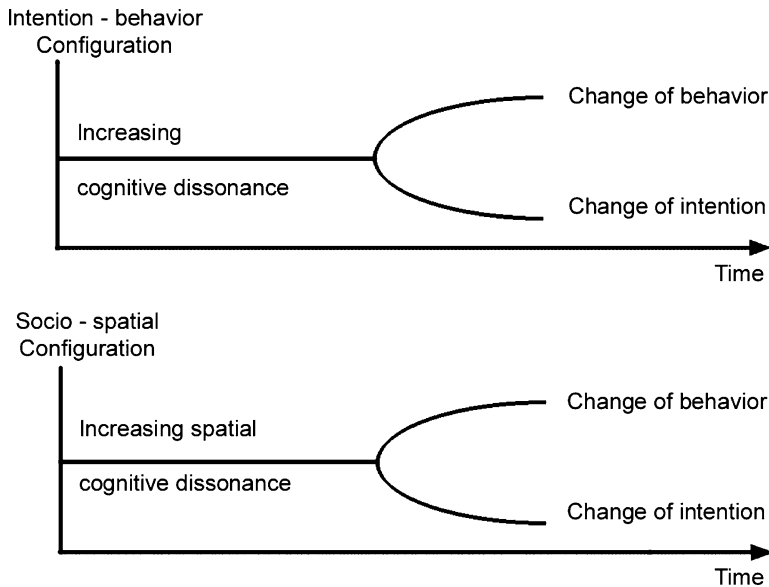 Intention - behavior
Configuration
Increasing
cognitive dissonance
Change of behavior
Change of intention
Time
Socio - spatial
Configuration
Increasing spatial
cognitive dissonance
Change of behavior
Change of intention
Time